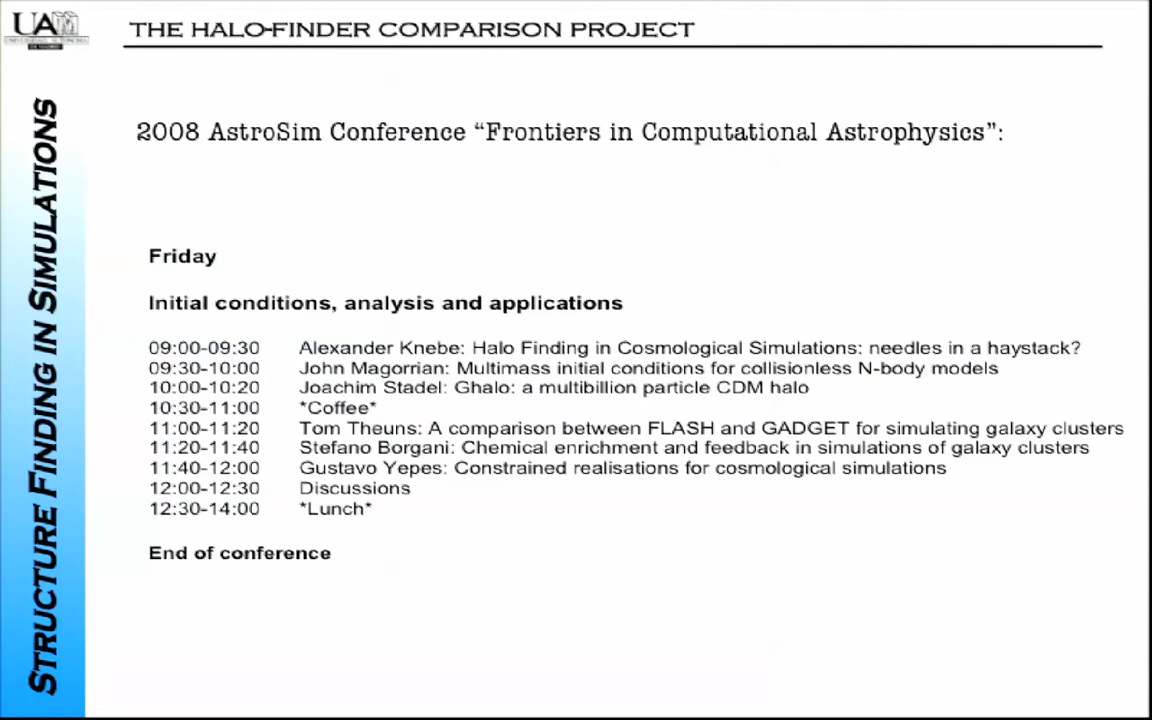 UAM
THE HALO-FINDER COMPARISON PROJECT
STRUCTURE FINDING IN SIMULATIONS
2008 AstroSim Conference “Frontiers in Computational Astrophysics”:
Friday
Initial conditions, analysis and applications
09:00-09:30 Alexander Knebe: Halo Finding in Cosmological Simulations: needles in a haystack?
09:30-10:00 John Magorrian: Multimass initial conditions for collisionless N-body models
10:00-10:20 Joachim Stadel: Ghalo: a multibillion particle CDM halo
10:30-11:00 *Coffee*
11:00-11:20 Tom Theuns: A comparison between FLASH and GADGET for simulating galaxy clusters
11:20-11:40 Stefano Borgani: Chemical enrichment and feedback in simulations of galaxy clusters
11:40-12:00 Gustavo Yepes: Constrained realisations for cosmological simulations
12:00-12:30 Discussions
12:30-14:00 *Lunch*
End of conference